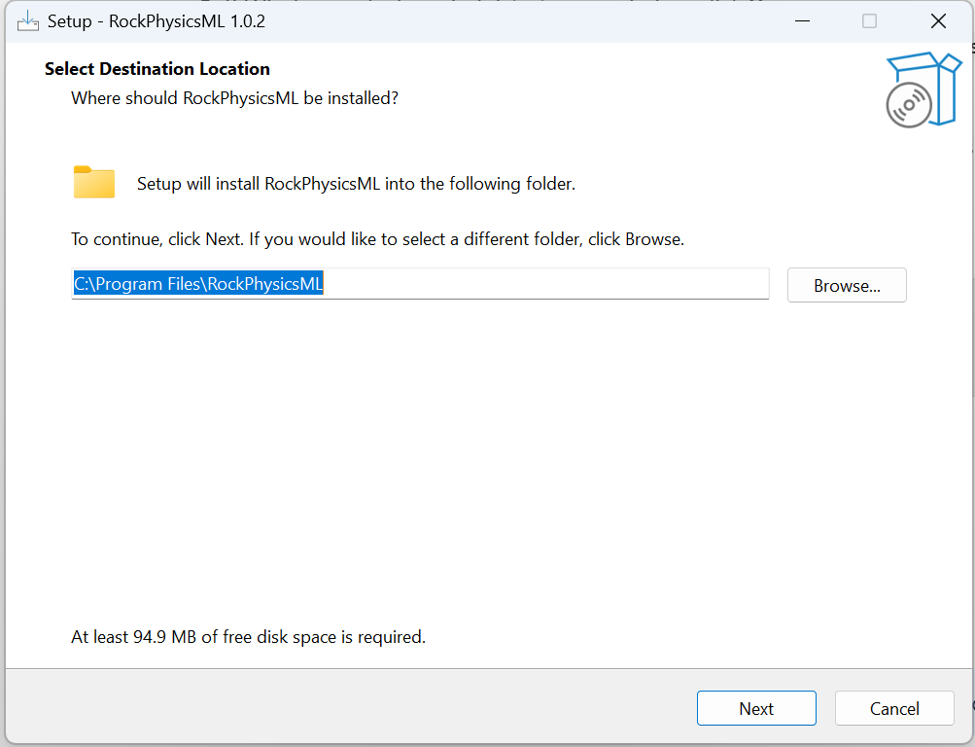 Setup - RockPhysicsML 1.0.2
Select Destination Location
Where should RockPhysicsML be installed?
Setup will install RockPhysicsML into the following folder.
To continue, click Next. If you would like to select a different folder, click Browse.
C:\Program Files\RockPhysicsML
Browse...
At least 94.9 MB of free disk space is required.
Next
Cancel